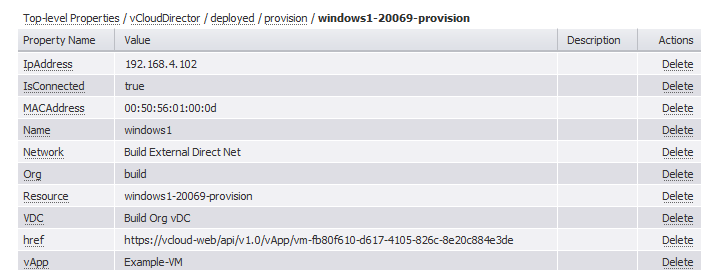 Top-level Properties / vCloudDirector / deployed / provision / windows1-20069-provision
Property Name Value Description Actions
IpAddress 192.168.4.102 Delete
IsConnected true Delete
MACAddress 00:50:56:01:00:0d Delete
Name windows1 Delete
Network Build External Direct Net Delete
Org build Delete
Resource windows1-20069-provision Delete
VDC Build Org vDC Delete
href https://vcloud-web/api/v1.0/vApp/vm-fb80f610-d617-4105-826c-8e20c884e3de Delete
vApp Example-VM Delete